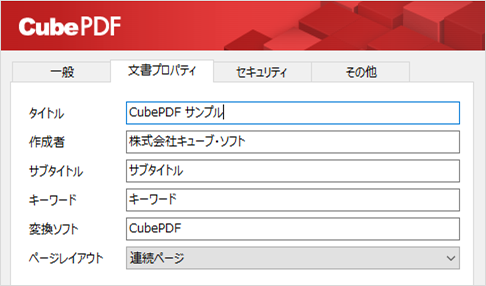 CubePDF
一般 文書プロパティ セキュリティ その他
タイトル CubePDF サンプル
作成者 株式会社キューブ・ソフト
サブタイトル サブタイトル
キーワード キーワード
変換ソフト CubePDF
ページレイアウト 連続ページ